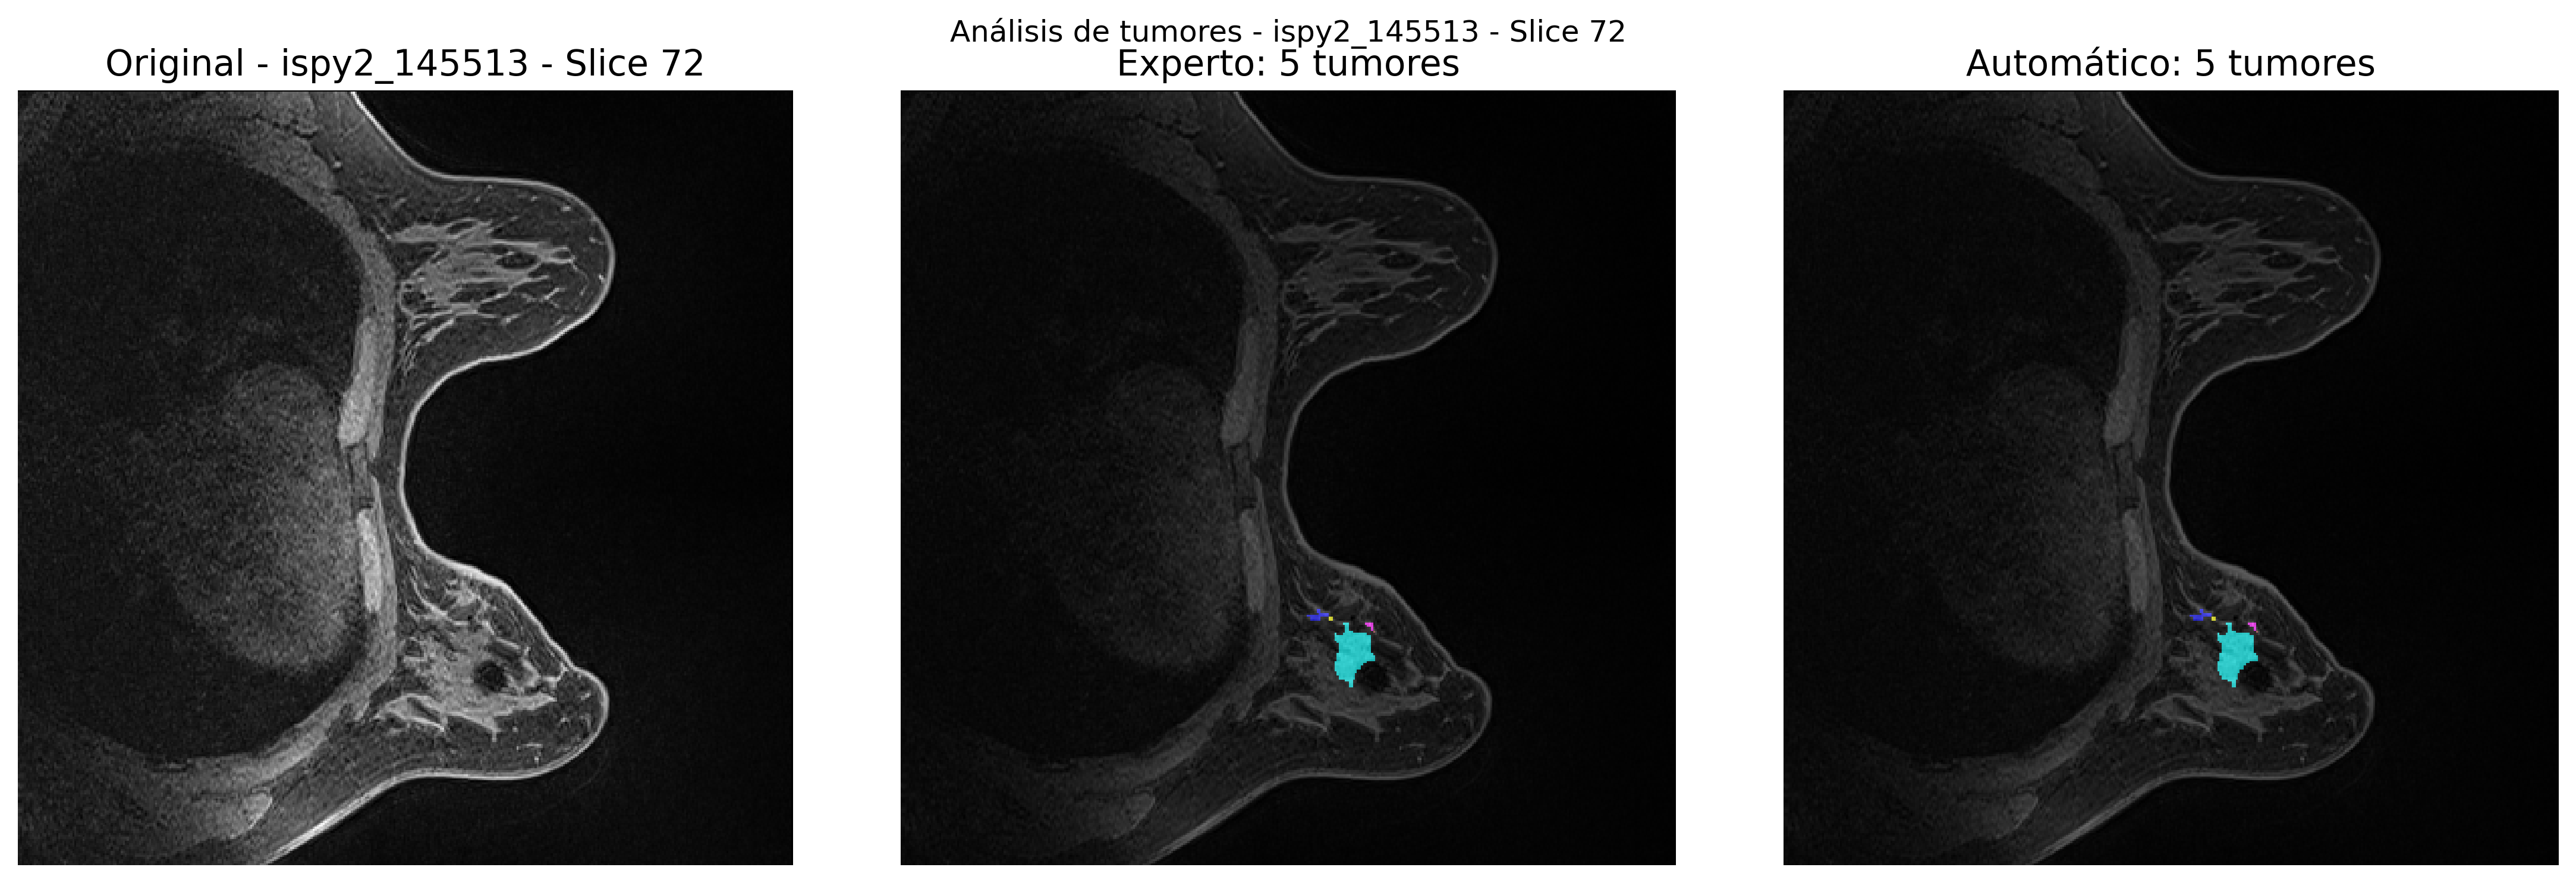 Análisis de tumores - ispy2_145513 - Slice 72
Original - ispy2_145513 - Slice 72
Experto: 5 tumores
Automático: 5 tumores